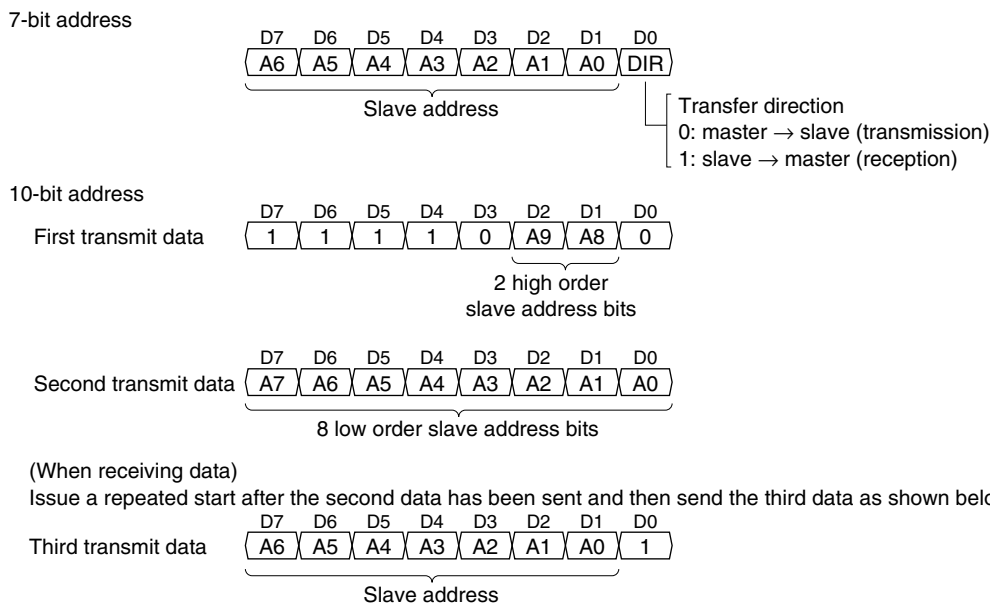 7-bit address
D7 D6 D5 D4 D3 D2 D1 D0
A6 A5 A4 A3 A2 A1 A0 DIR
Slave address
Transfer direction
0: master → slave (transmission)
1: slave → master (reception)
10-bit address
D7 D6 D5 D4 D3 D2 D1 D0
First transmit data 1 1 1 1 0 A9 A8 0
2 high order
slave address bits
D7 D6 D5 D4 D3 D2 D1 D0
Second transmit data A7 A6 A5 A4 A3 A2 A1 A0
8 low order slave address bits
(When receiving data)
Issue a repeated start after the second data has been sent and then send the third data as shown
D7 D6 D5 D4 D3 D2 D1 D0
Third transmit data A6 A5 A4 A3 A2 A1 A0 1
Slave address